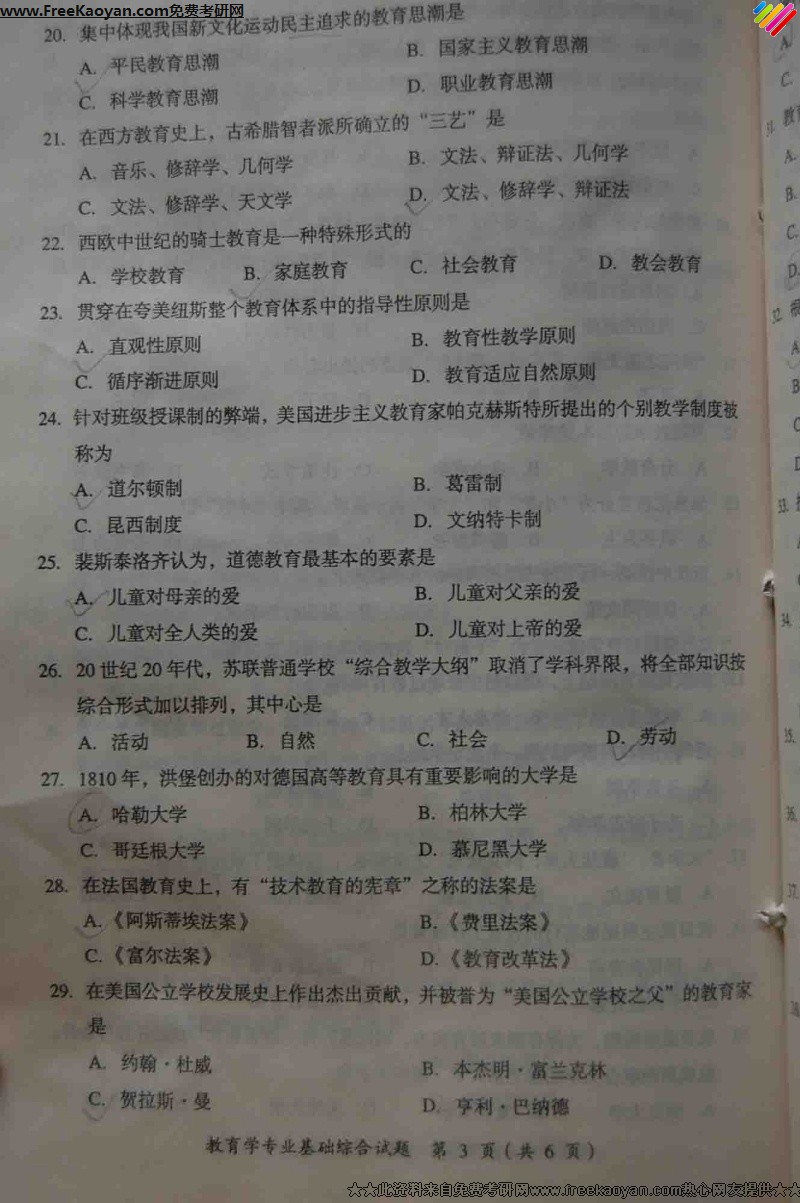 www.FreeKaoyan.com免费考研网
20. 集中体现我国新文化运动民主追求的教育思潮是
A. 平民教育思潮 B. 国家主义教育思潮
C. 科学教育思潮 D. 职业教育思潮
21. 在西方教育史上，古希腊智者派所确立的“三艺”是
A. 音乐、修辞学、几何学 B. 文法、辩证法、几何学
C. 文法、修辞学、天文学 D. 文法、修辞学、辩证法
22. 西欧中世纪的骑士教育是一种特殊形式的
A. 学校教育 B. 家庭教育 C. 社会教育 D. 教会教育
23. 贯穿在夸美纽斯整个教育体系中的指导性原则是
A. 直观性原则 B. 教育性教学原则
C. 循序渐进原则 D. 教育适应自然原则
24. 针对班级授课制的弊端，美国进步主义教育家帕克赫斯特所提出的个别教学制度被
称为
A. 道尔顿制 B. 葛雷制
C. 昆西制度 D. 文纳特卡制
25. 裴斯泰洛齐认为，道德教育最基本的要素是
A. 儿童对母亲的爱 B. 儿童对父亲的爱
C. 儿童对全人类的爱 D. 儿童对上帝的爱
26. 20世纪20年代，苏联普通学校“综合教学大纲”取消了学科界限，将全部知识按
综合形式加以排列，其中心是
A. 活动 B. 自然 C. 社会 D. 劳动
27. 1810年，洪堡创办的对德国高等教育具有重要影响的大学是
A. 哈勒大学 B. 柏林大学
C. 哥廷根大学 D. 慕尼黑大学
28. 在法国教育史上，有“技术教育的宪章”之称的法案是
A.《阿斯蒂埃法案》 B.《费里法案》
C.《富尔法案》 D.《教育改革法》
29. 在美国公立学校发展史上作出杰出贡献，并被誉为“美国公立学校之父”的教育家
是
A. 约翰·杜威 B. 本杰明·富兰克林
C. 贺拉斯·曼 D. 亨利·巴纳德
教育学专业基础综合试题 第 3 页(共 6 页)
A.
C.
31. 教
A.
B.
C.
D.
32.
A
B
C
33.
34.
35.
36.
37.
★☆此资料来自免费考研网www.freekaoyan.com热心网友提供★☆★